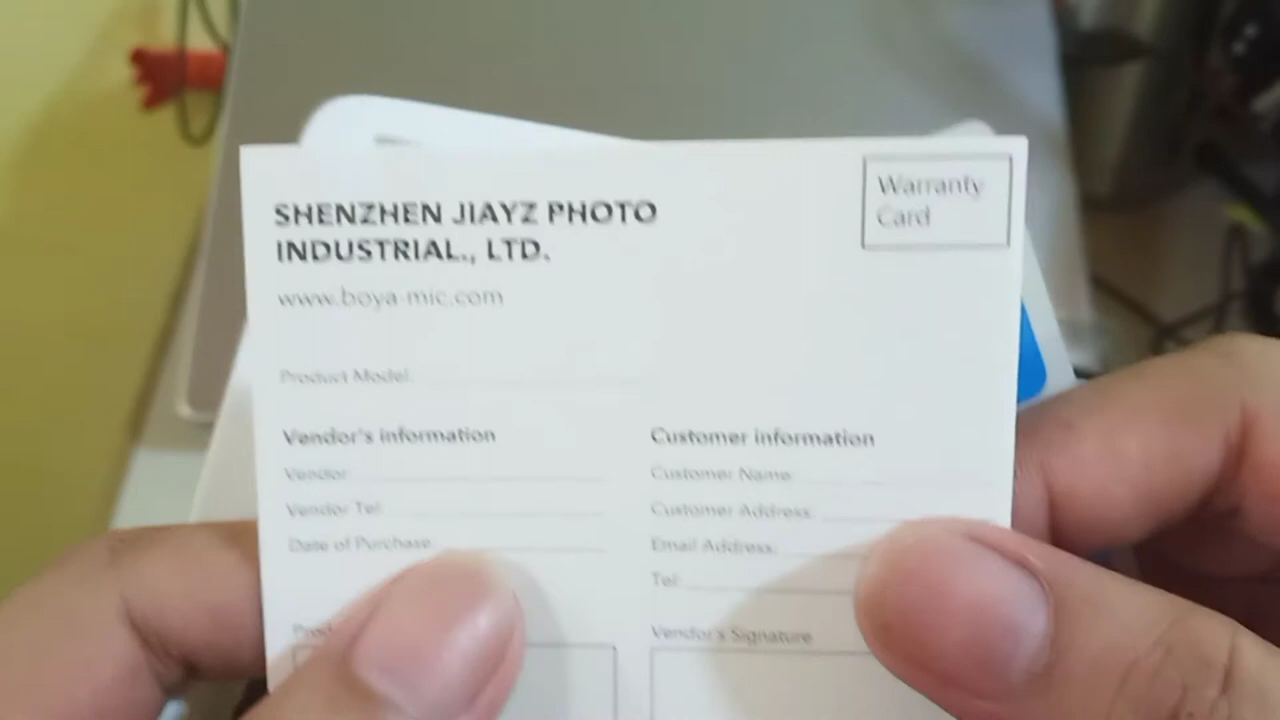 SHENZHEN JIAYZ PHOTO
INDUSTRIAL., LTD.
www.boya-mic.com
Warranty
Card
Product Model:
Vendor's information
Vendor:
Vendor Tel:
Date of Purchase:
Customer information
Customer Name:
Customer Address:
Email Address:
Tel:
Vendor's Signature